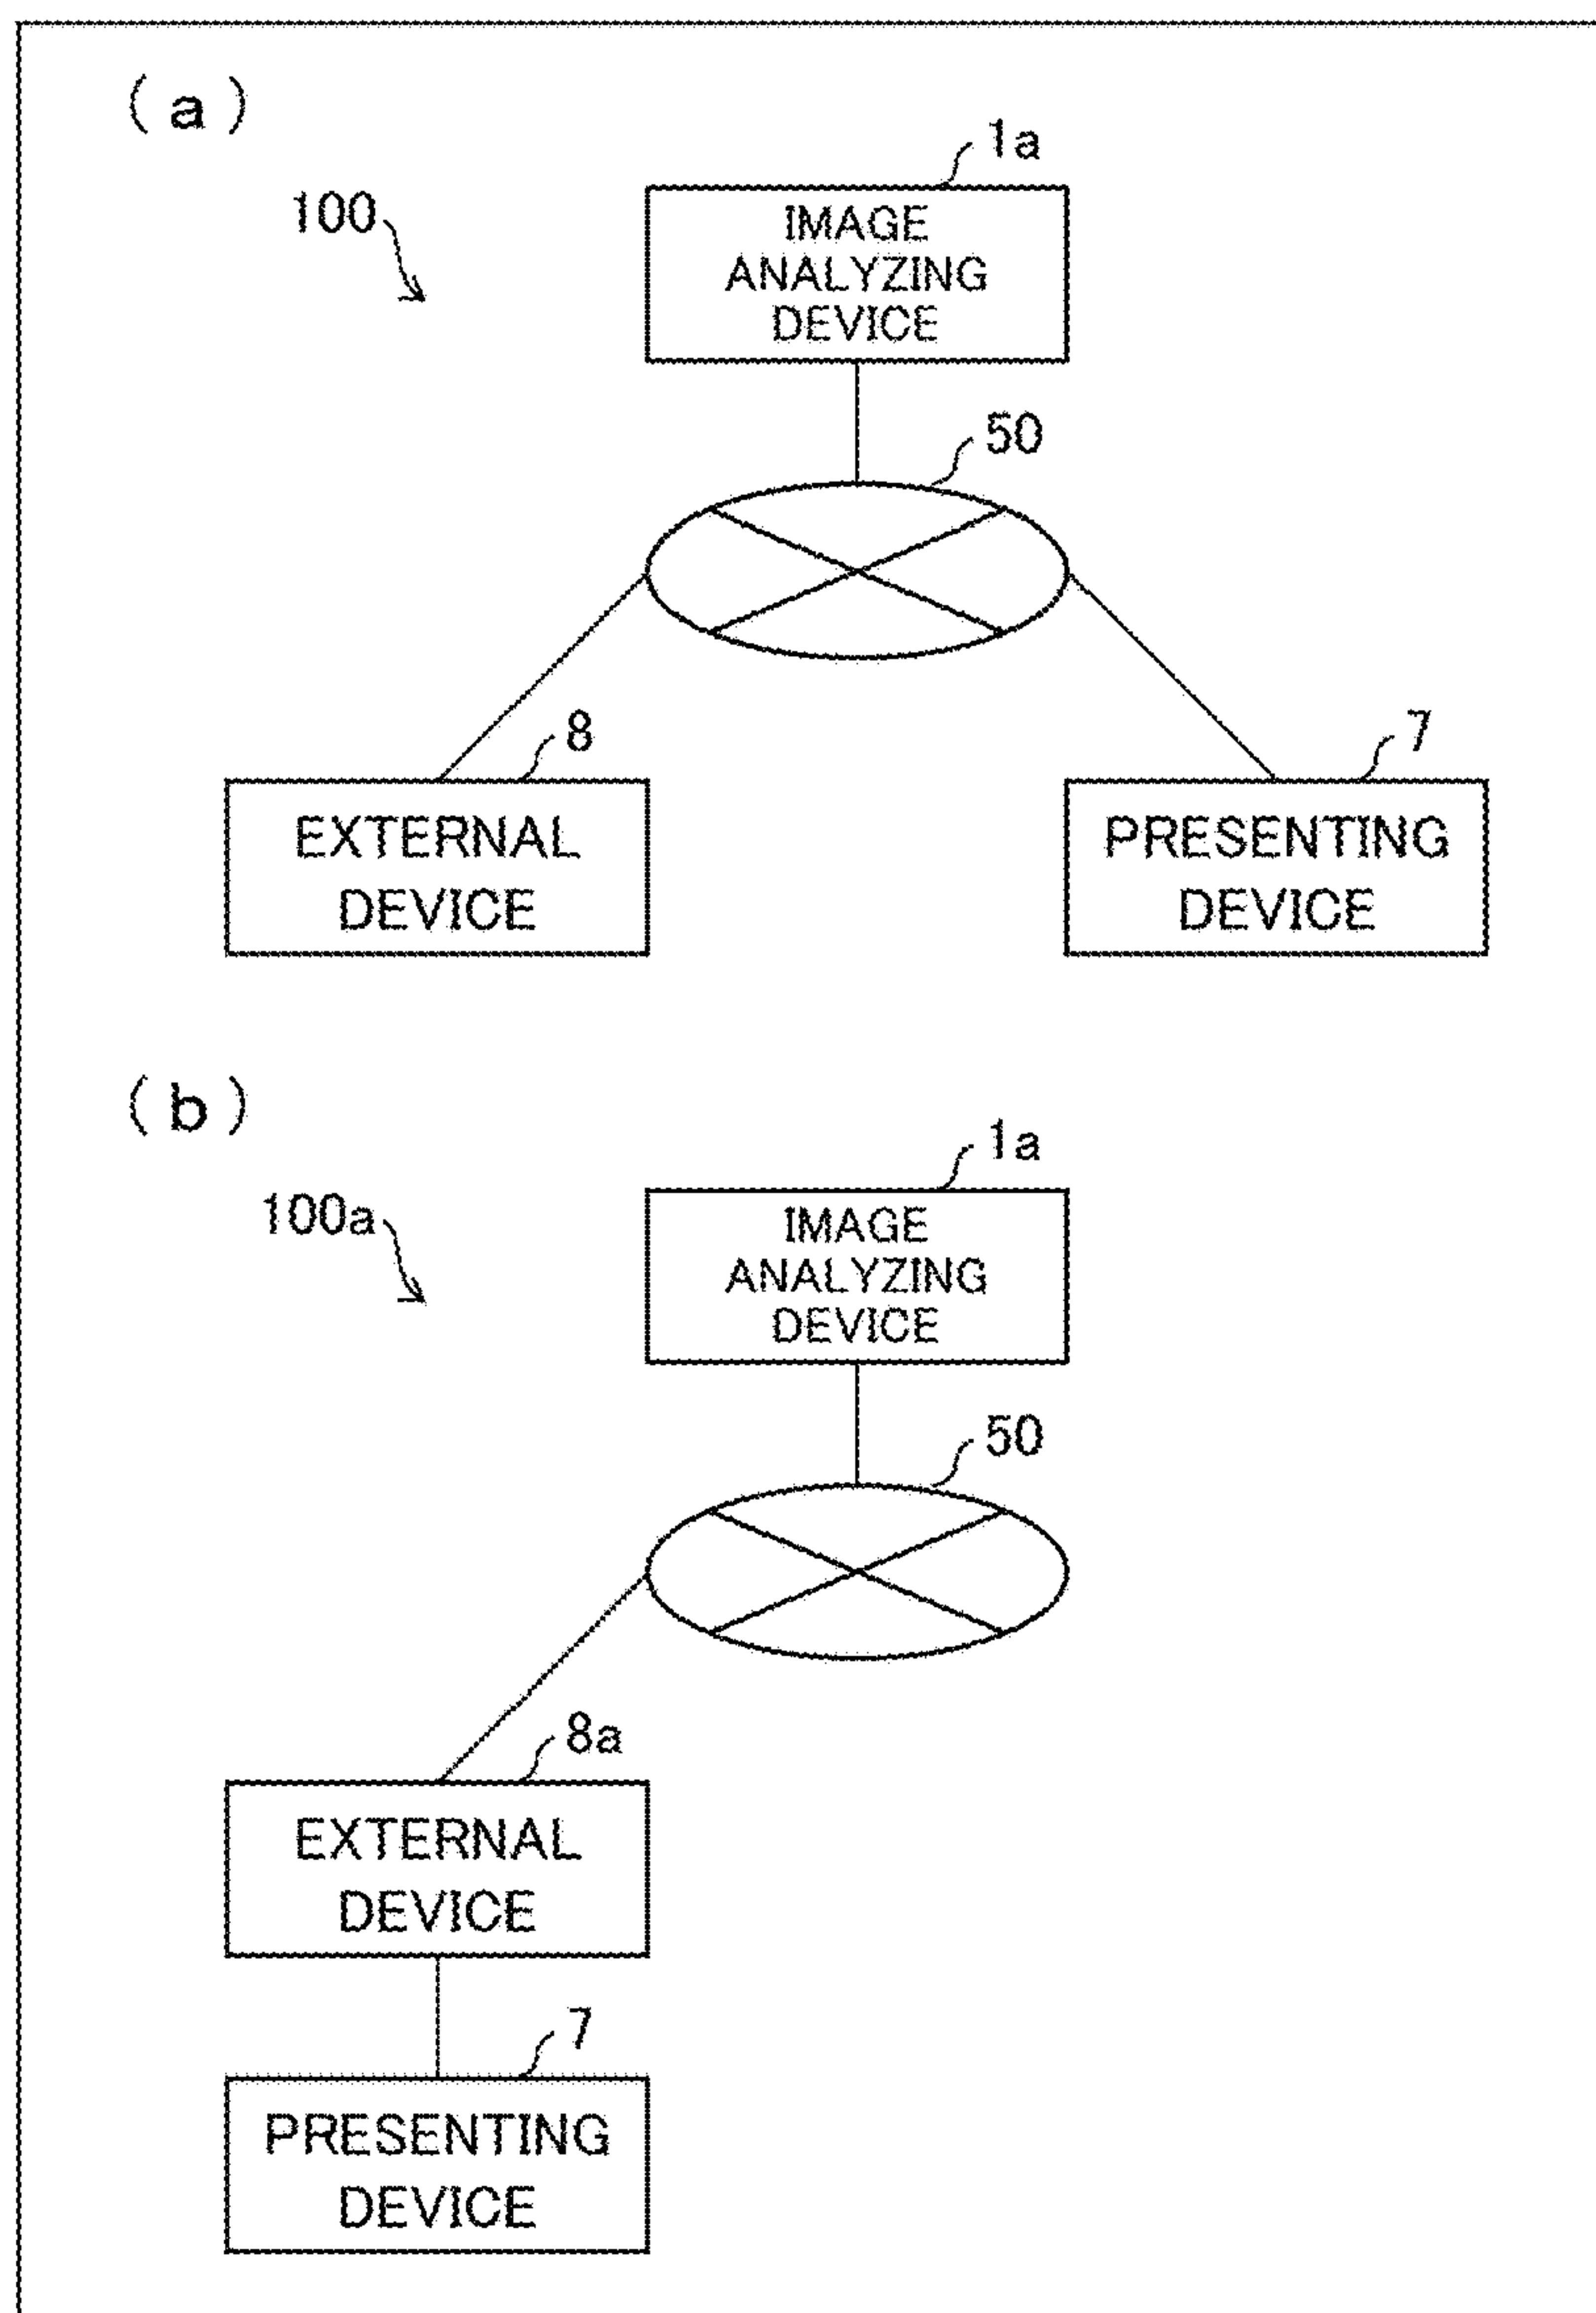 (a)
1a
100
IMAGE
ANALYZING
DEVICE
50
8
7
EXTERNAL
DEVICE
PRESENTING
DEVICE
(b)
1a
100a
IMAGE
ANALYZING
DEVICE
50
8a
EXTERNAL
DEVICE
7
PRESENTING
DEVICE